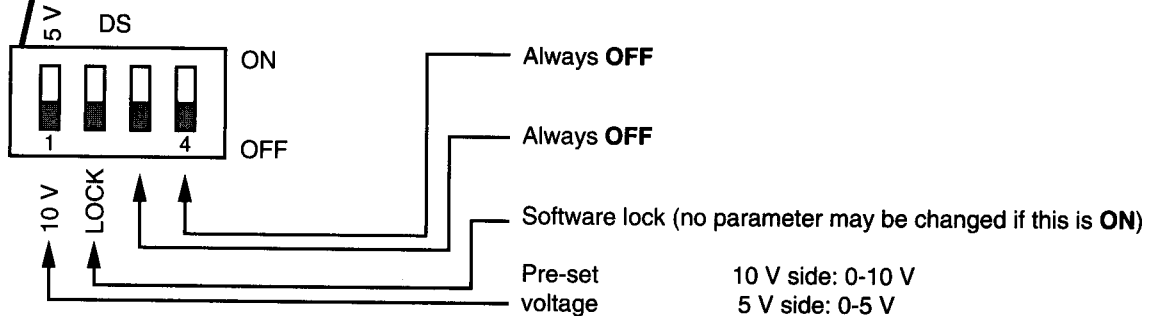 5 V
DS
ON
Always OFF
1
4
OFF
Always OFF
10 V
LOCK
Software lock (no parameter may be changed if this is ON)
Pre-set voltage
10 V side: 0-10 V
5 V side: 0-5 V